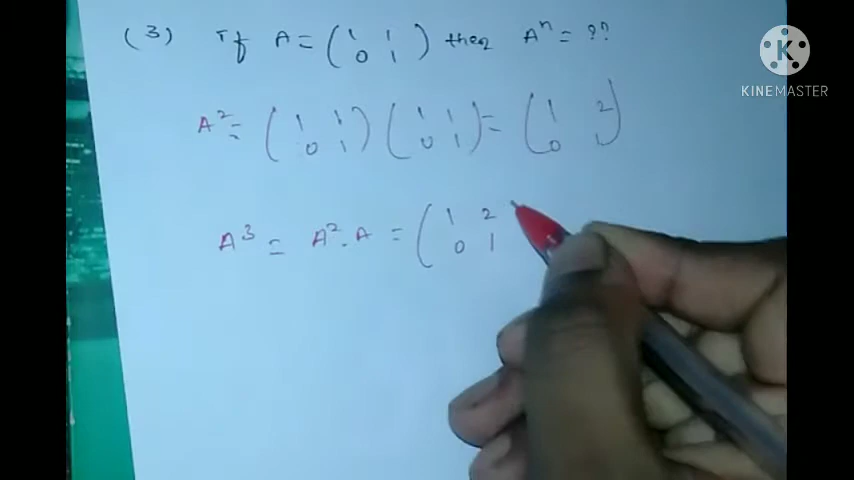 (3) If A = ( 1 1 ) then A^n = ??
( 0 1 )
A^2 = ( 1 1 ) ( 1 1 ) = ( 1 2 )
( 0 1 ) ( 0 1 ) ( 0 1 )
A^3 = A^2 . A = ( 1 2
( 0 1
K
KINEMASTER